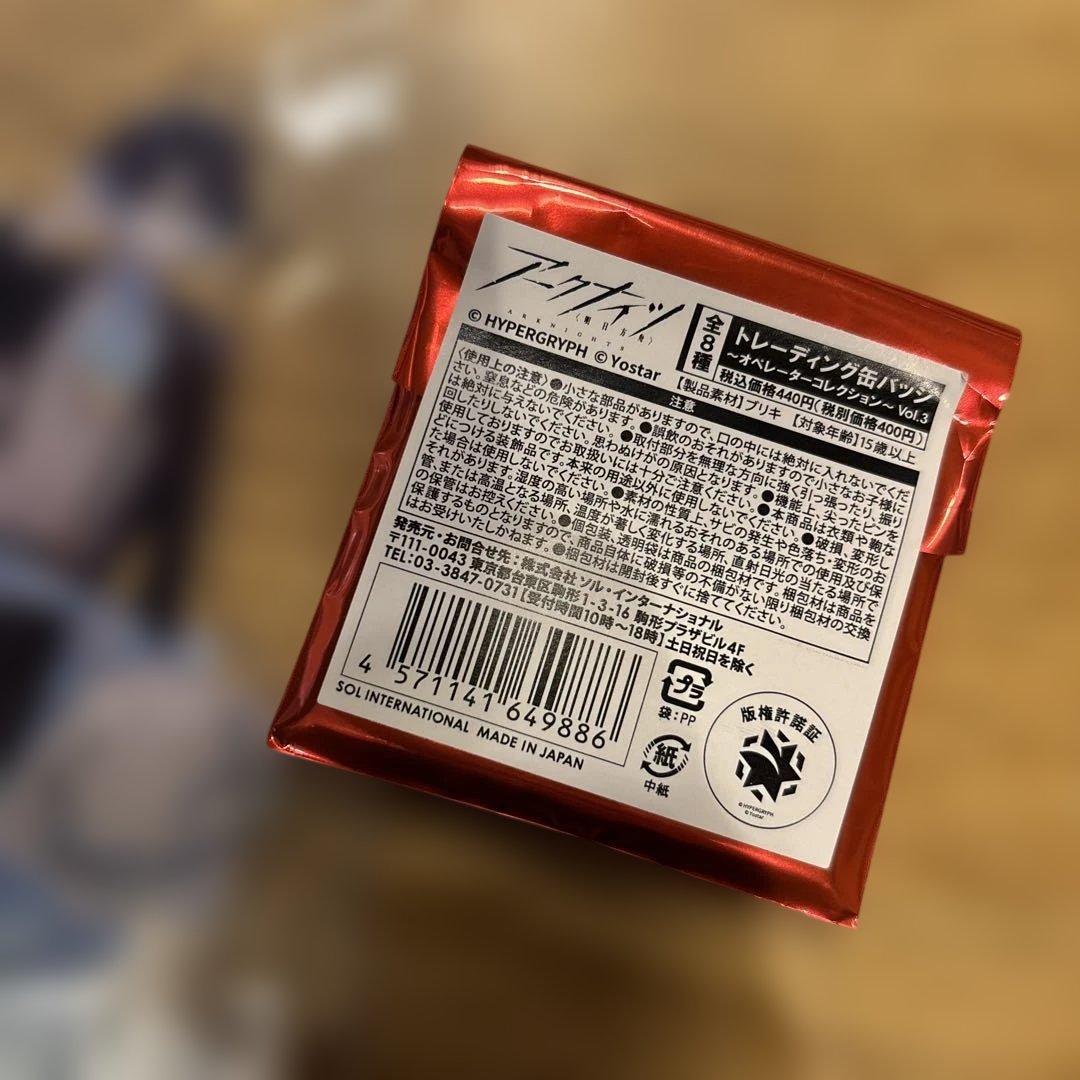 アークナイツ
〈明日方舟〉
ARKNIGHTS
© HYPERGRYPH © Yostar
全8種
トレーディング缶バッジ
～オペレーターコレクション～ Vol.3
税込価格440円(税別価格400円)
【製品素材】ブリキ 【対象年齢】15歳以上
注意
〈使用上の注意〉●小さな部品がありますので、口の中には絶対に入れないでくだ
さい。窒息などの危険があります。●誤飲のおそれがありますので小さなお子様に
は絶対に与えないでください。●取付部分を無理な方向に強く引っ張ったり、振り
回したりしないでください。思わぬけがの原因となります。●機能上、尖ったピンを
使用しておりますのでお取扱いには十分ご注意ください。●本商品は衣類や鞄な
どにつける装飾品です。本来の用途以外に使用しないでください。●破損、変形し
た場合は使用しないでください。●素材の性質上、サビの発生や色落ち・変形のお
それがあります。湿度の高い場所や水に濡れるおそれのある場所での使用及び保
管、または高温となる場所、温度が著しく変化する場所、直射日光の当たる場所で
の保管はお控えください。●個包装、透明袋は商品の梱包材です。梱包材は商品を
保護するものとなりますので、商品自体に破損等の不備がない限り梱包材の交換
はお受けいたしかねます。●梱包材は開封後すぐに捨ててください。
発売元・お問合せ先：株式会社 ソル・インターナショナル
〒111-0043 東京都台東区駒形1-3-16 駒形プラザビル4F
TEL:03-3847-0731【受付時間10時～18時】土日祝日を除く
4 571141 649886
SOL INTERNATIONAL MADE IN JAPAN
プラ
袋：PP
紙
中紙
版権許諾証
© HYPERGRYPH
© Yostar